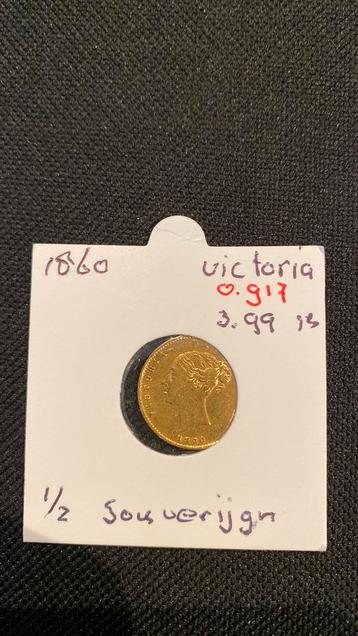 1860 victoria
0.917
3.99 gr
1/2 Souverijgn